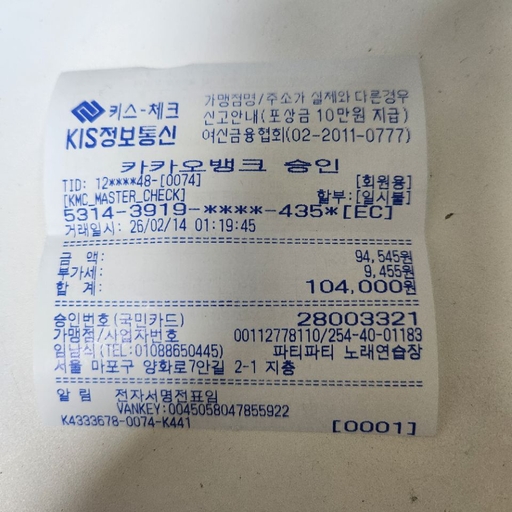 키스-체크
KIS정보통신
가맹점명/주소가 실제와 다른경우
신고안내(포상금 10만원 지급)
여신금융협회(02-2011-0777)
카카오뱅크 승인
TID: 12****48-[0074] [회원용]
[KMC_MASTER_CHECK] 할부:[일시불]
5314-3919-****-435*[EC]
거래일시: 26/02/14 01:19:45
금 액: 94,545원
부가세: 9,455원
합 계: 104,000원
승인번호(국민카드) 28003321
가맹점/사업자번호 00112778110/254-40-01183
임남식(TEL:01088650445) 파티파티 노래연습장
서울 마포구 양화로7안길 2-1 지층
알 림 전자서명전표임
VANKEY:0045058047855922
K4333678-0074-K441 [0001]